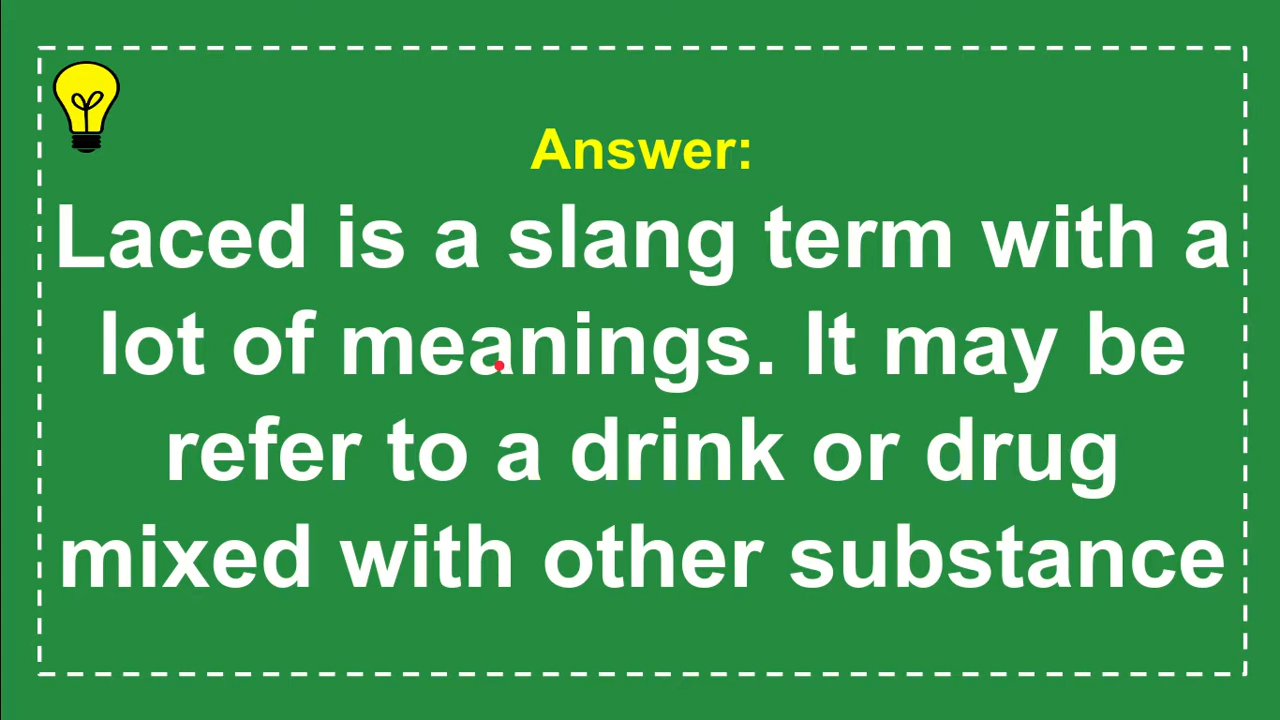 Answer:
Laced is a slang term with a
lot of meanings. It may be
refer to a drink or drug
mixed with other substance